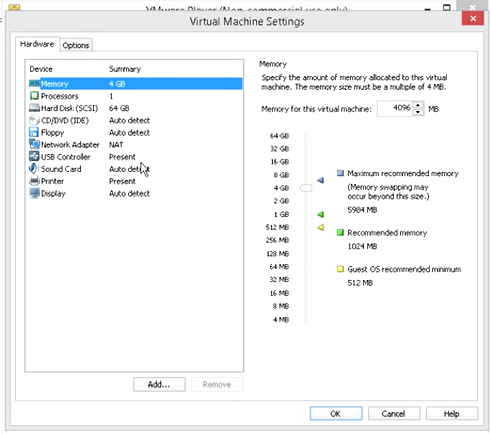 VMware Player (Non-commercial use only)
Virtual Machine Settings
Hardware Options
Device Summary
Memory 4 GB
Processors 1
Hard Disk (SCSI) 64 GB
CD/DVD (IDE) Auto detect
Floppy Auto detect
Network Adapter NAT
USB Controller Present
Sound Card Auto detect
Printer Present
Display Auto detect
Add... Remove
Memory
Specify the amount of memory allocated to this virtual
machine. The memory size must be a multiple of 4 MB.
Memory for this virtual machine: 4096 MB
64 GB
32 GB
16 GB
8 GB
4 GB
2 GB
1 GB
512 MB
256 MB
128 MB
64 MB
32 MB
16 MB
8 MB
4 MB
Maximum recommended memory
(Memory swapping may
occur beyond this size.)
5984 MB
Recommended memory
1024 MB
Guest OS recommended minimum
512 MB
OK Cancel Help